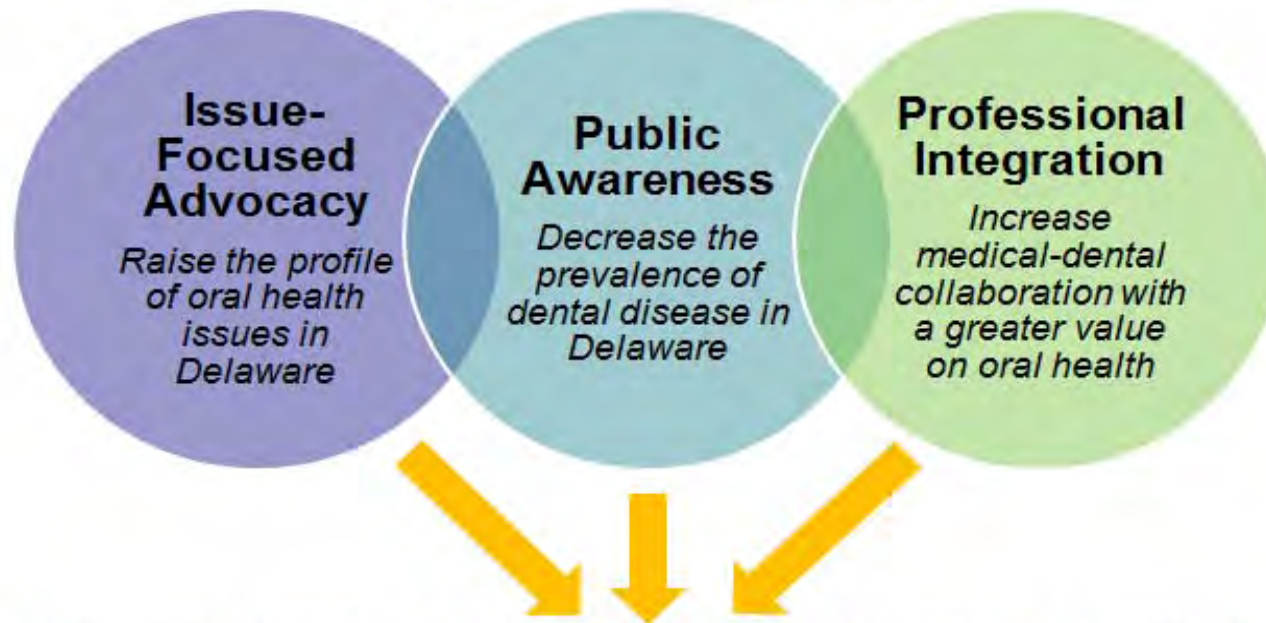 Issue-
Focused
Advocacy
Raise the profile
of oral health
issues in
Delaware
Public
Awareness
Decrease the
prevalence of
dental disease in
Delaware
Professional
Integration
Increase
medical-dental
collaboration with
a greater value
on oral health